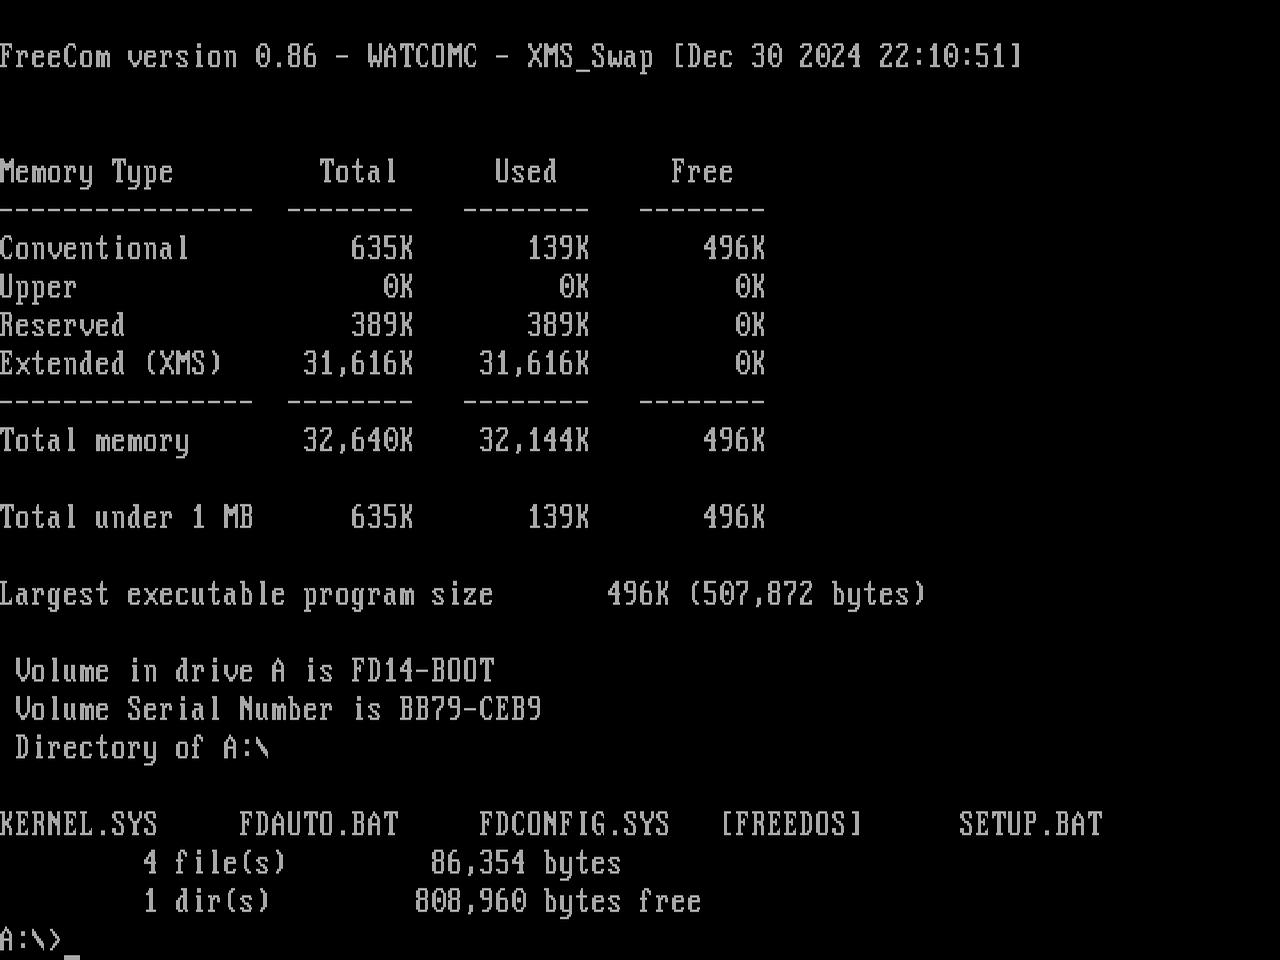 FreeCom version 0.86 - WATCOMC - XMS_Swap [Dec 30 2024 22:10:51]
Memory Type         Total      Used       Free
----------------  --------   --------   --------
Conventional          635K       139K       496K
Upper                   0K         0K         0K
Reserved              389K       389K         0K
Extended (XMS)     31,616K    31,616K         0K
----------------  --------   --------   --------
Total memory       32,640K    32,144K       496K
Total under 1 MB      635K       139K       496K
Largest executable program size       496K (507,872 bytes)
Volume in drive A is FD14-BOOT
Volume Serial Number is BB79-CEB9
Directory of A:\
KERNEL.SYS     FDAUTO.BAT     FDCONFIG.SYS   [FREEDOS]      SETUP.BAT
4 file(s)         86,354 bytes
1 dir(s)         808,960 bytes free
A:\>_